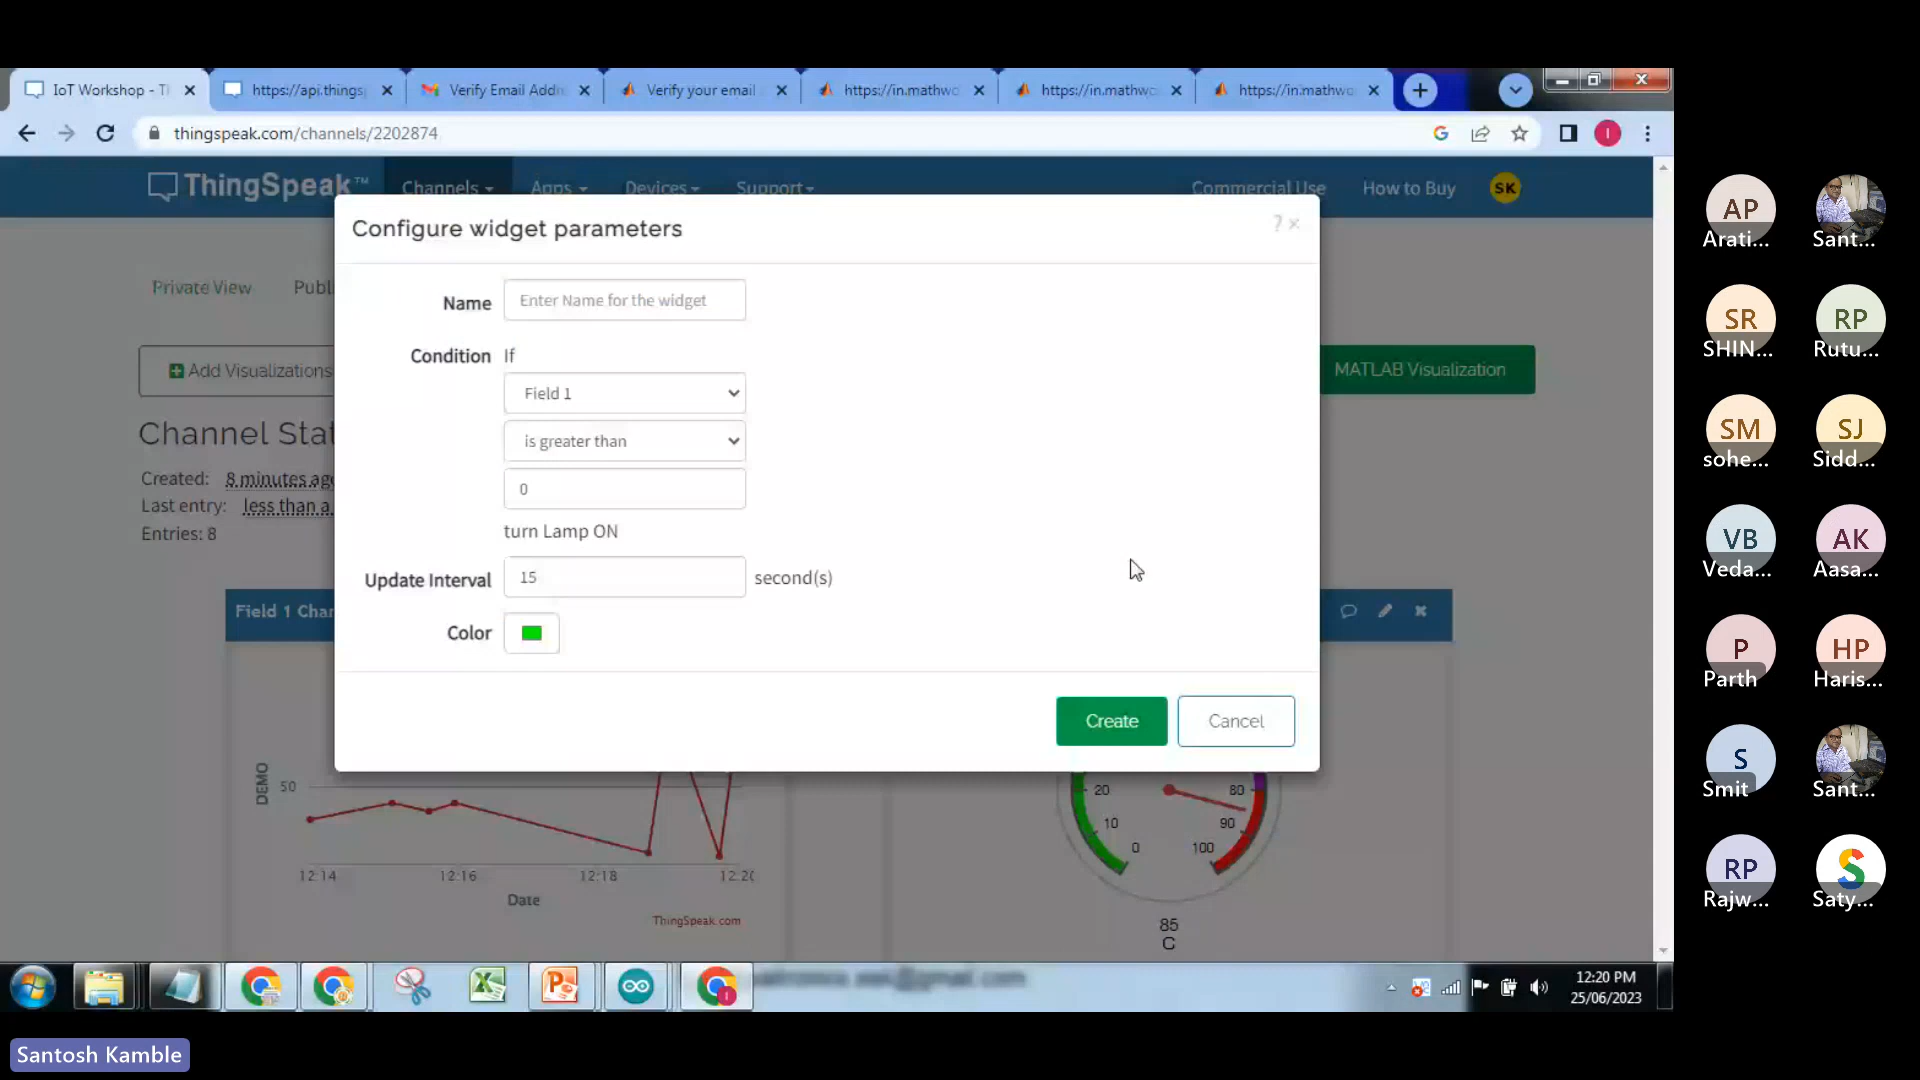 IoT Workshop - Tl
https://api.things
Verify Email Addr
Verify your email
https://in.mathwo
https://in.mathwo
https://in.mathwo
thingspeak.com/channels/2202874
ThingSpeak™
Channels
Apps
Devices
Support
Commercial Use
How to Buy
SK
Configure widget parameters
? ×
Private View
Publ
Name
Enter Name for the widget
Condition
If
Field 1
is greater than
0
turn Lamp ON
Update Interval
15
second(s)
Color
Create
Cancel
Add Visualizations
MATLAB Visualization
Channel Stat
Created: 8 minutes ago
Last entry: less than a
Entries: 8
Field 1 Char
DEMO
50
12:14
12:16
12:18
12:20
Date
ThingSpeak.com
20
10
0
80
90
100
85
C
12:20 PM
25/06/2023
Santosh Kamble
AP
Arati...
Sant...
SR
SHIN...
RP
Rutu...
SM
sohe...
SJ
Sidd...
VB
Veda...
AK
Aasa...
P
Parth
HP
Haris...
S
Smit
Sant...
RP
Rajw...
S
Saty...